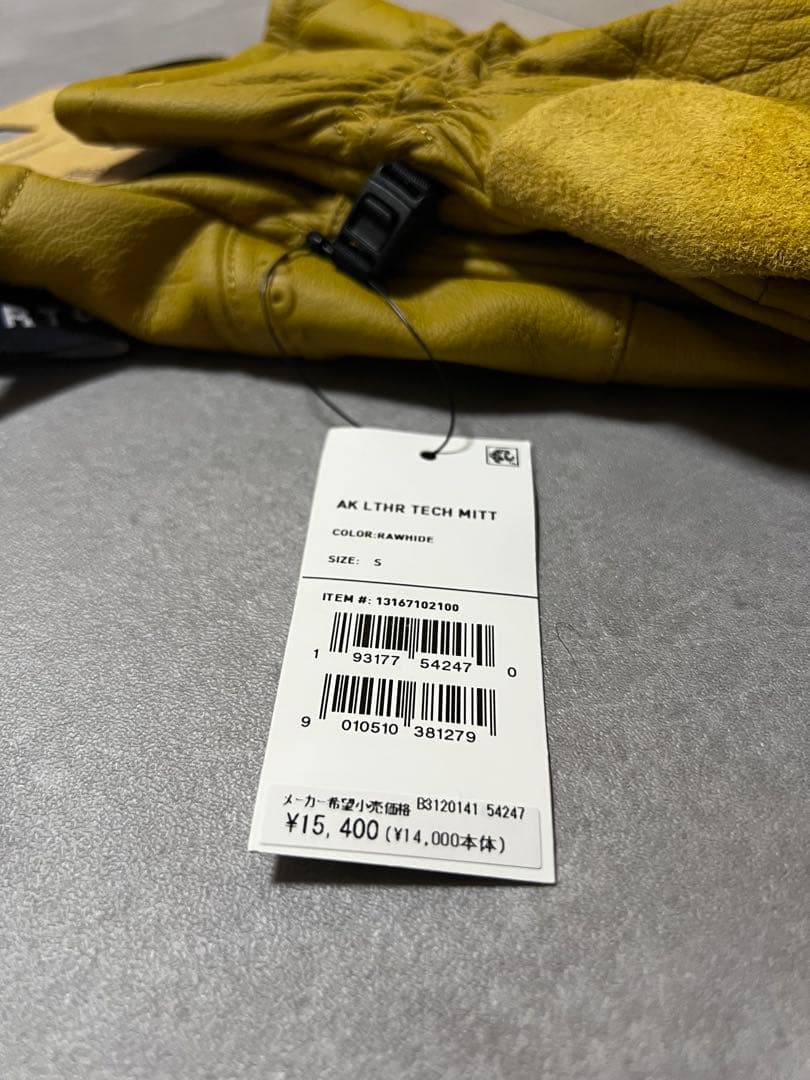 AK LTHR TECH MITT
COLOR:RAWHIDE
SIZE: S
ITEM #: 13167102100
1 93177 54247 0
9 010510 381279
メーカー希望小売価格 B3120141 54247
¥15,400(¥14,000本体)